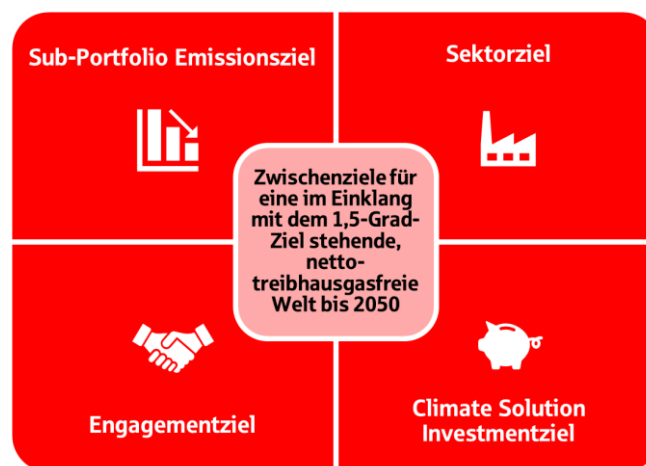 Sub-Portfolio Emissionsziel
Sektorziel
Zwischenziele für
eine im Einklang
mit dem 1,5-Grad-
Ziel stehende,
netto-
treibhausgasfreie
Welt bis 2050
Engagementziel
Climate Solution
Investmentziel